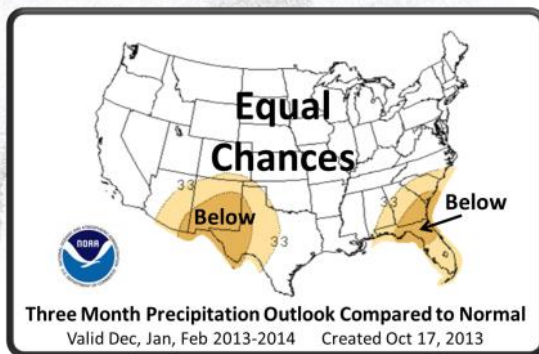 Equal
Chances
33
33
Below
Below
33
NOAA
Three Month Precipitation Outlook Compared to Normal
Valid Dec, Jan, Feb 2013-2014 Created Oct 17, 2013